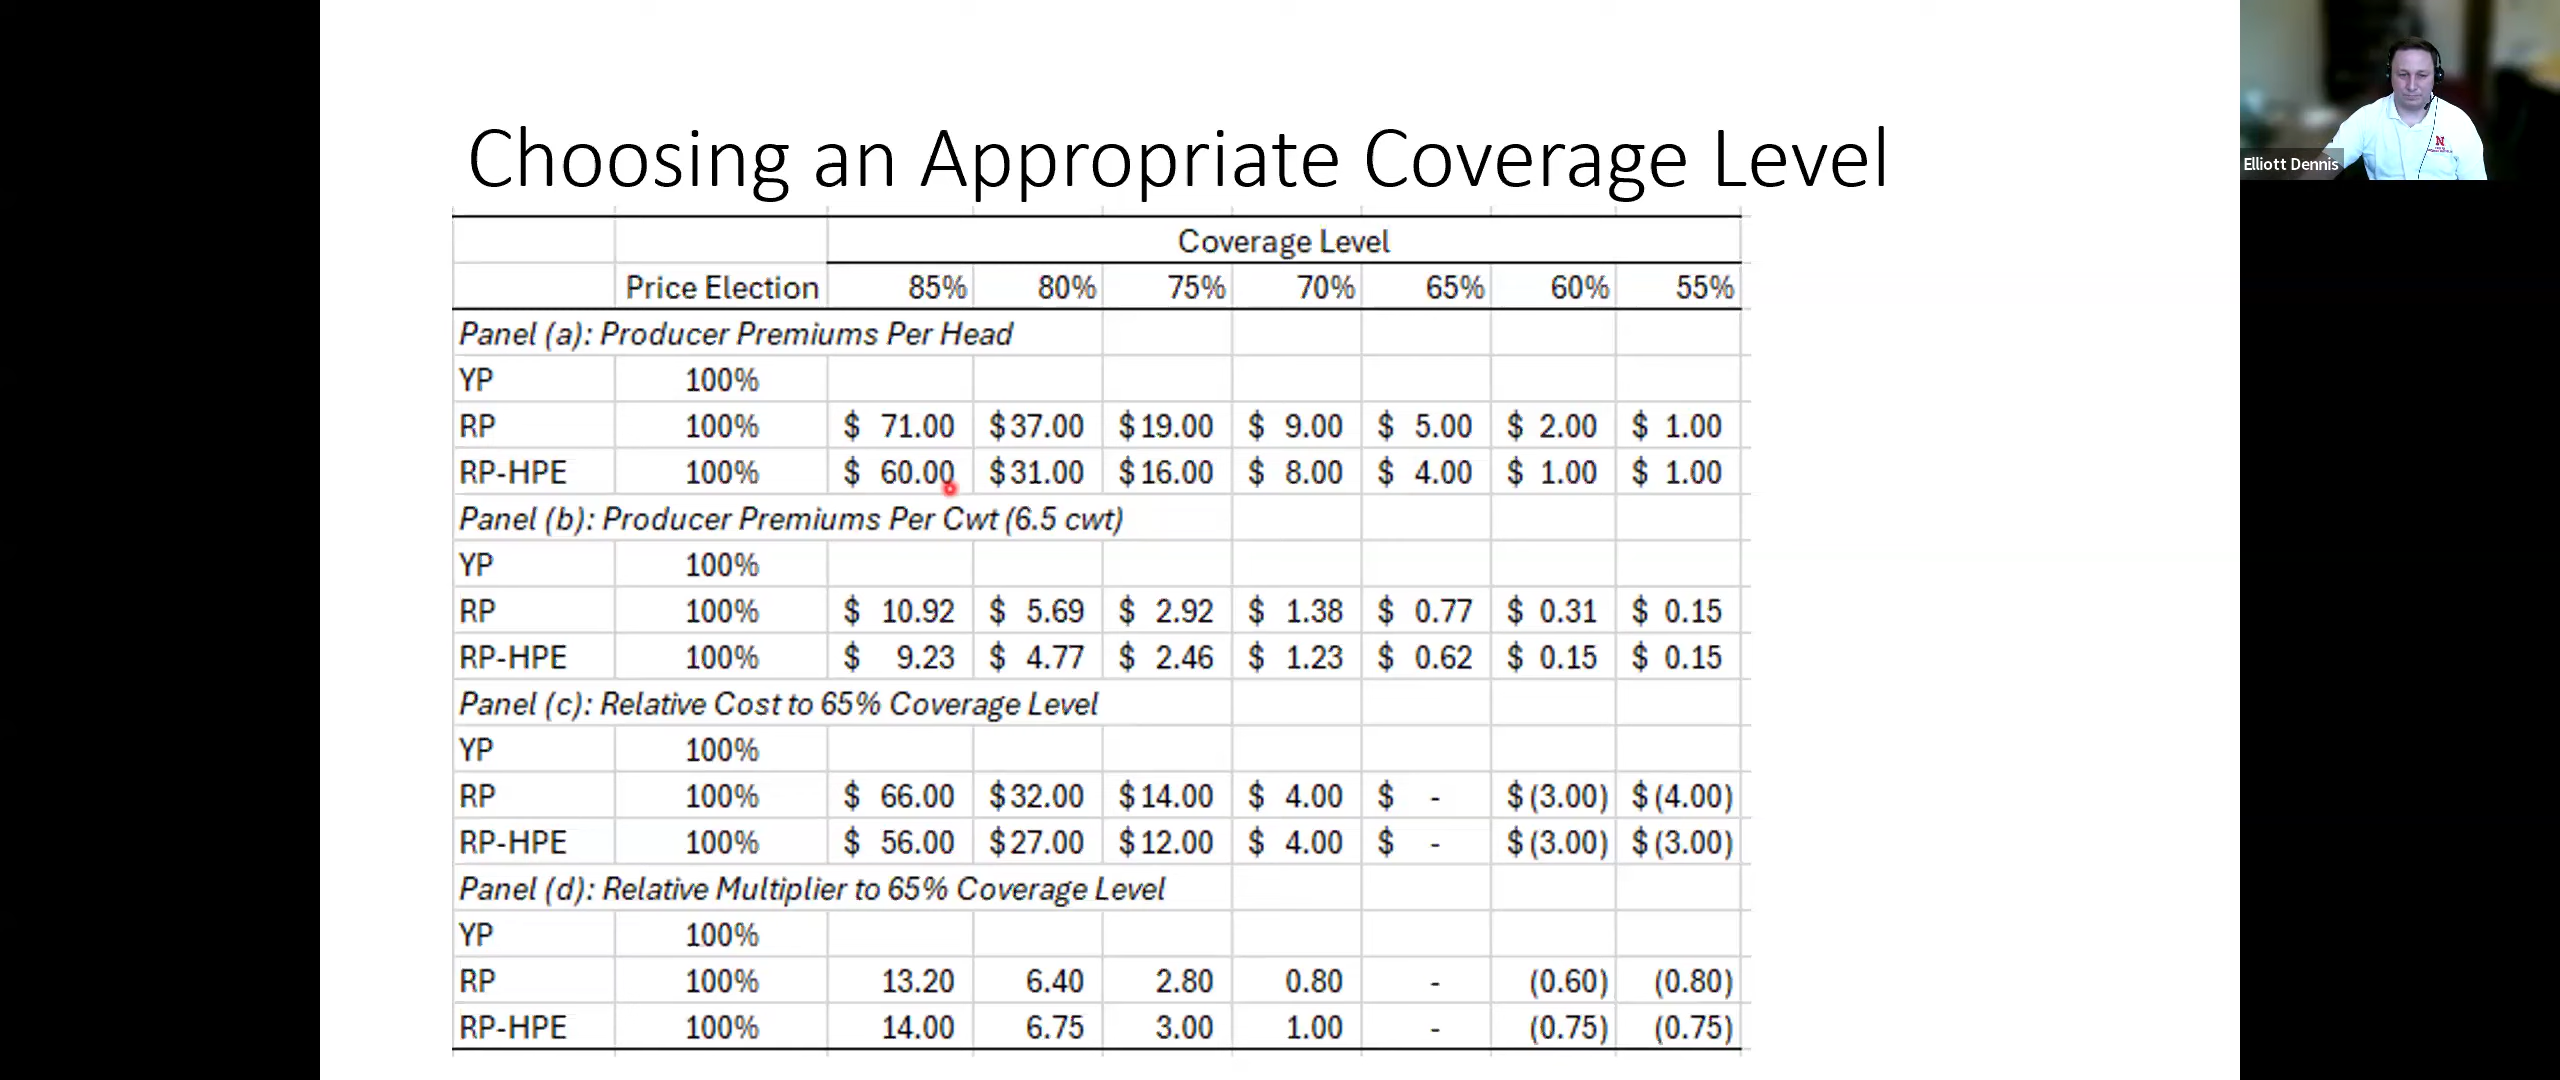 Choosing an Appropriate Coverage Level
Elliott Dennis
N
Coverage Level
Price Election 85% 80% 75% 70% 65% 60% 55%
Panel (a): Producer Premiums Per Head
YP 100%
RP 100% $ 71.00 $ 37.00 $ 19.00 $ 9.00 $ 5.00 $ 2.00 $ 1.00
RP-HPE 100% $ 60.00 $ 31.00 $ 16.00 $ 8.00 $ 4.00 $ 1.00 $ 1.00
Panel (b): Producer Premiums Per Cwt (6.5 cwt)
YP 100%
RP 100% $ 10.92 $ 5.69 $ 2.92 $ 1.38 $ 0.77 $ 0.31 $ 0.15
RP-HPE 100% $ 9.23 $ 4.77 $ 2.46 $ 1.23 $ 0.62 $ 0.15 $ 0.15
Panel (c): Relative Cost to 65% Coverage Level
YP 100%
RP 100% $ 66.00 $ 32.00 $ 14.00 $ 4.00 $ - $ (3.00) $ (4.00)
RP-HPE 100% $ 56.00 $ 27.00 $ 12.00 $ 4.00 $ - $ (3.00) $ (3.00)
Panel (d): Relative Multiplier to 65% Coverage Level
YP 100%
RP 100% 13.20 6.40 2.80 0.80 - (0.60) (0.80)
RP-HPE 100% 14.00 6.75 3.00 1.00 - (0.75) (0.75)